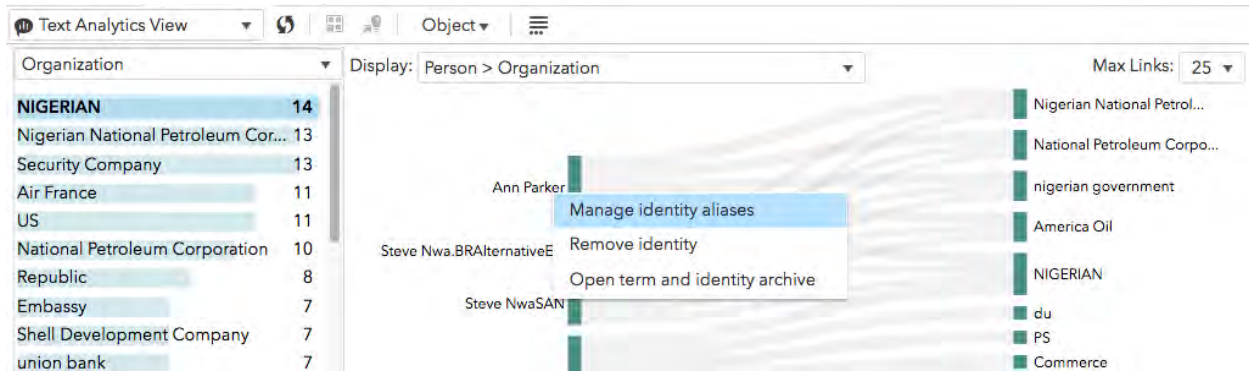 Text Analytics View
Object
Organization
Display: Person > Organization
Max Links: 25
NIGERIAN 14
Nigerian National Petroleum Cor... 13
Security Company 13
Air France 11
US 11
National Petroleum Corporation 10
Republic 8
Embassy 7
Shell Development Company 7
union bank 7
Ann Parker
Steve Nwa.BRAlternativeE
Steve NwaSAN
Manage identity aliases
Remove identity
Open term and identity archive
Nigerian National Petrol...
National Petroleum Corpo...
nigerian government
America Oil
NIGERIAN
du
PS
Commerce